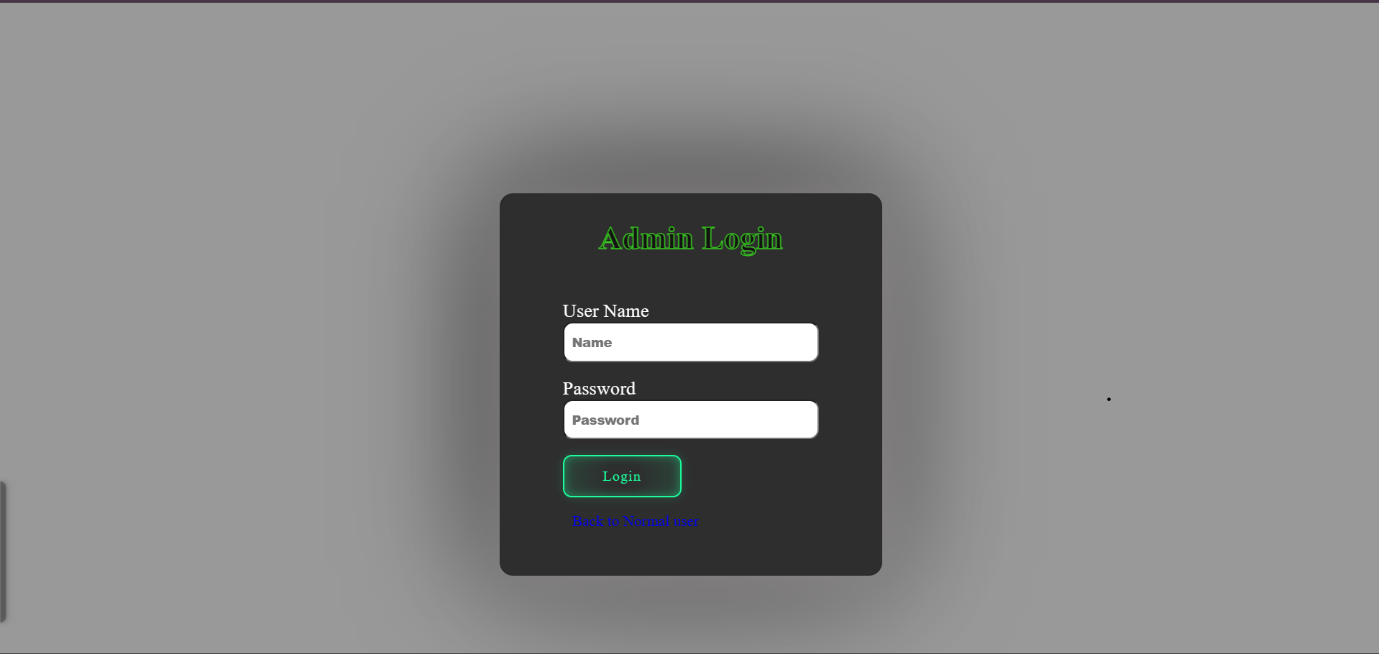 Admin Login
User Name
Name
Password
Password
Login
Back to Normal user